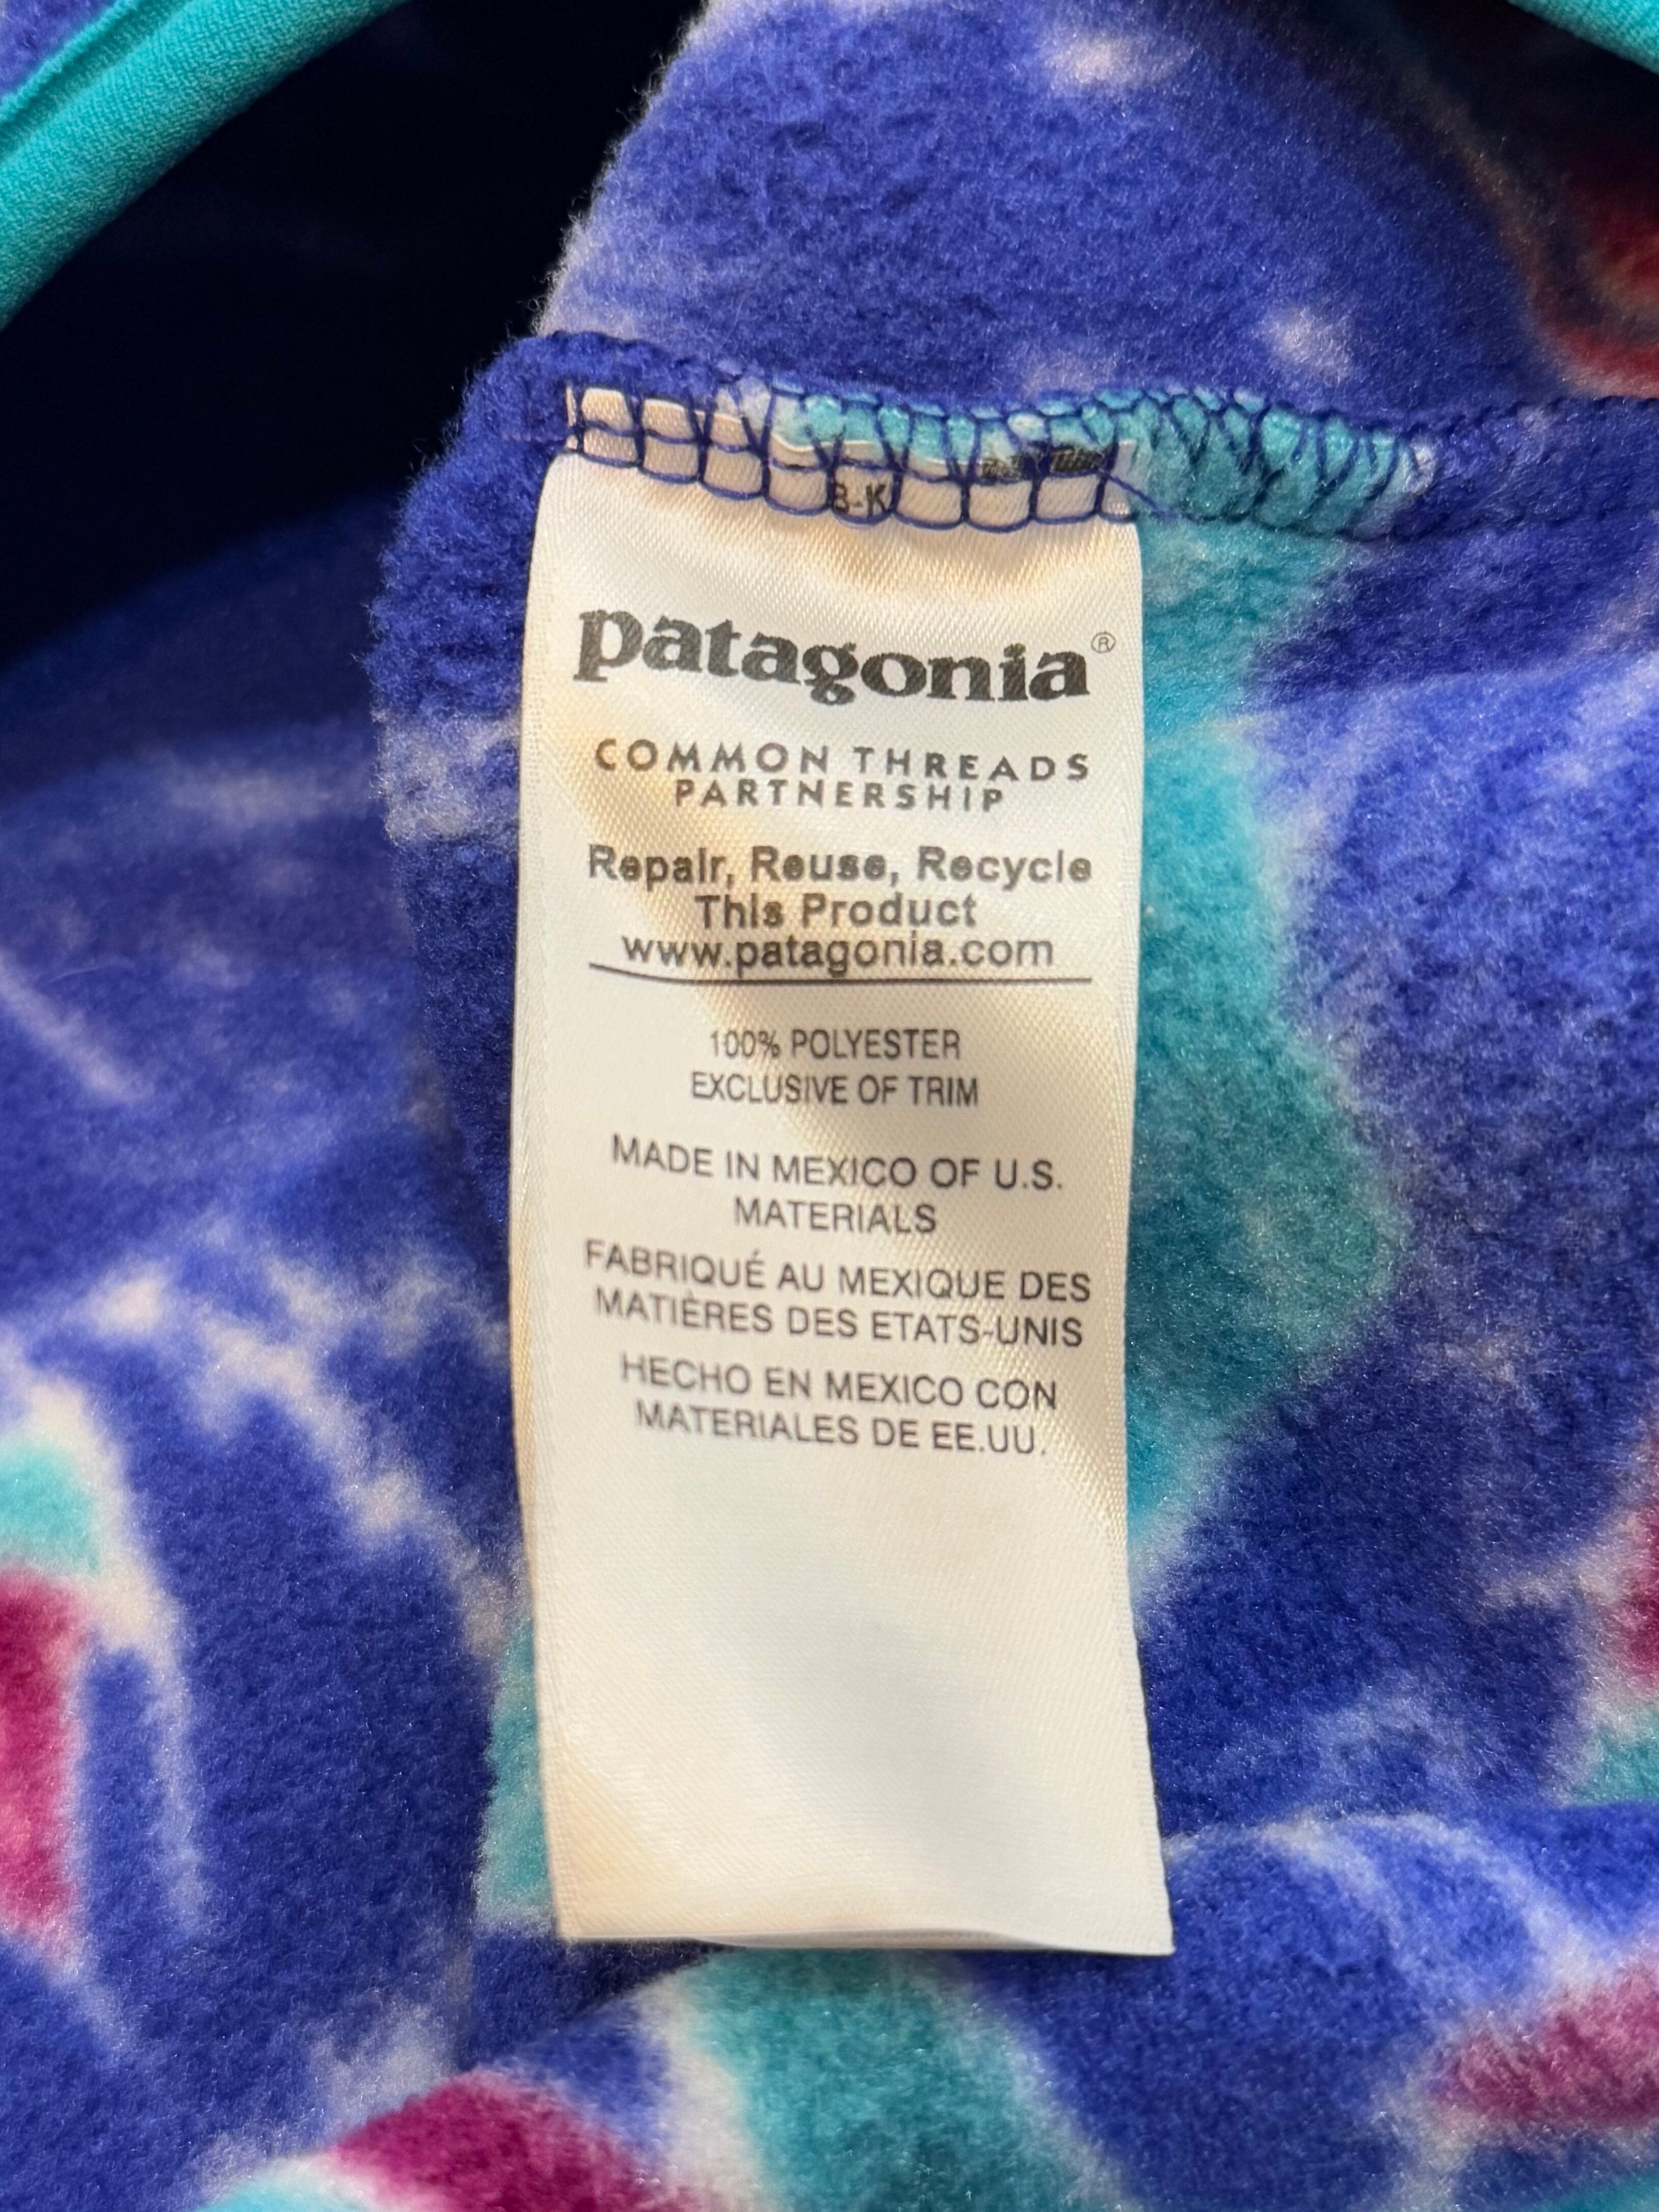 patagonia®
COMMON THREADS
PARTNERSHIP
Repair, Reuse, Recycle
This Product
www.patagonia.com
100% POLYESTER
EXCLUSIVE OF TRIM
MADE IN MEXICO OF U.S.
MATERIALS
FABRIQUÉ AU MEXIQUE DES
MATIÈRES DES ETATS-UNIS
HECHO EN MEXICO CON
MATERIALES DE EE.UU.